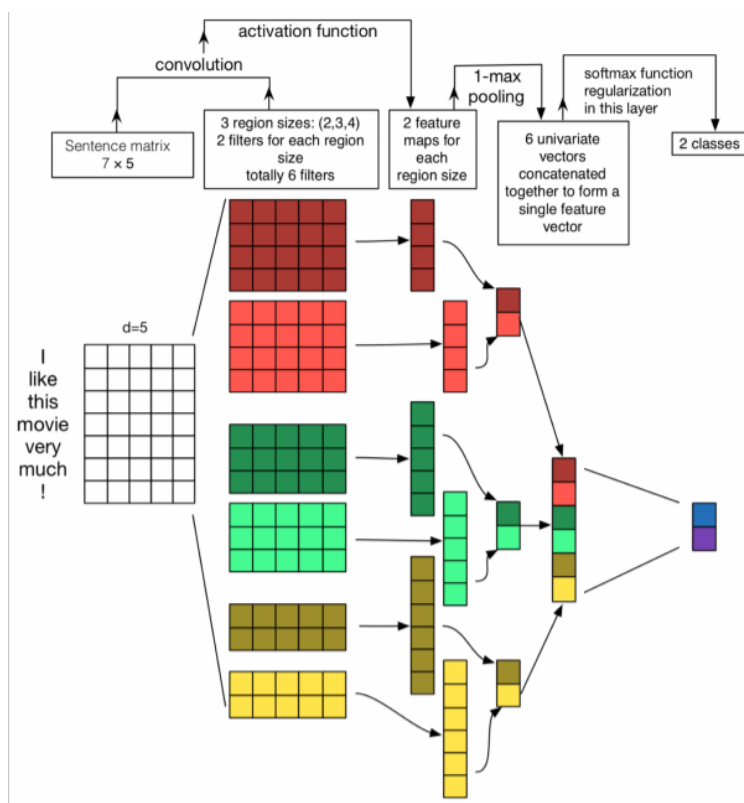 activation function
convolution
1-max
pooling
softmax function
regularization
in this layer
Sentence matrix
7 × 5
3 region sizes: (2,3,4)
2 filters for each region
size
totally 6 filters
2 feature
maps for
each
region size
6 univariate
vectors
concatenated
together to form a
single feature
vector
2 classes
d=5
I
like
this
movie
very
much
!